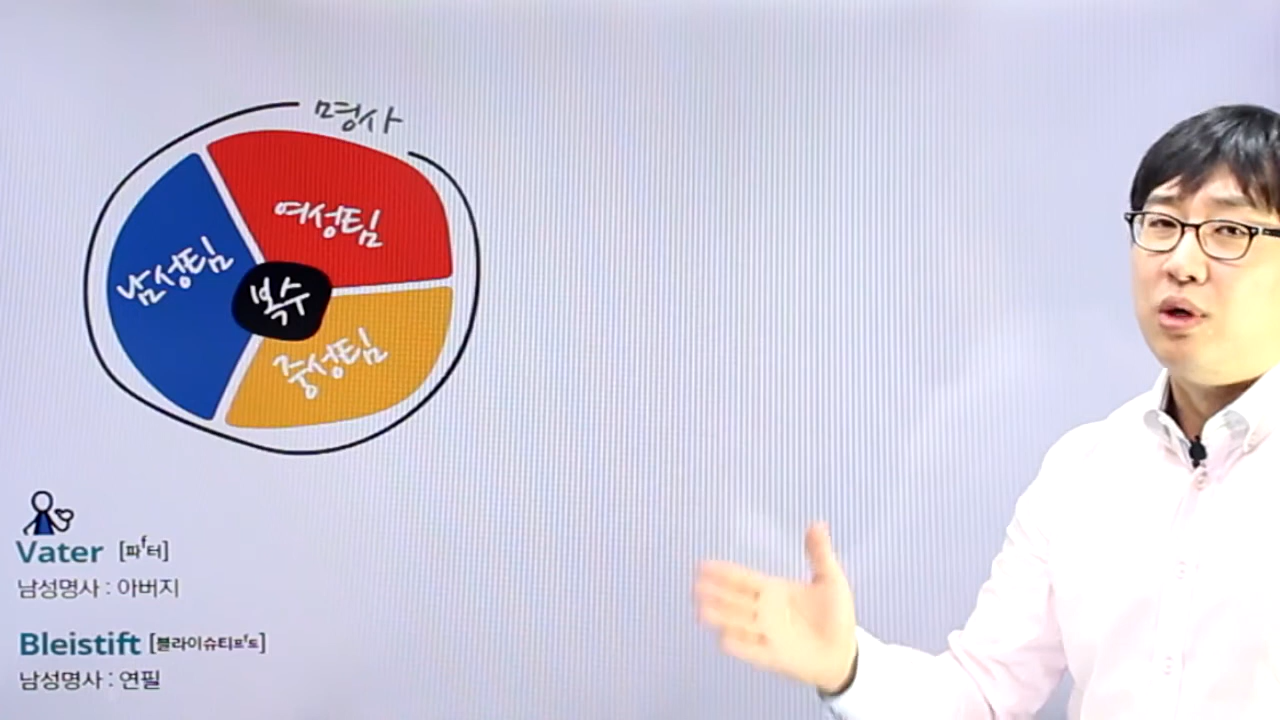 명사
여성팀
남성팀
복수
중성팀
Vater [파ᶠ터]
남성명사 : 아버지
Bleistift [블라이슈티프ᶠ트]
남성명사 : 연필